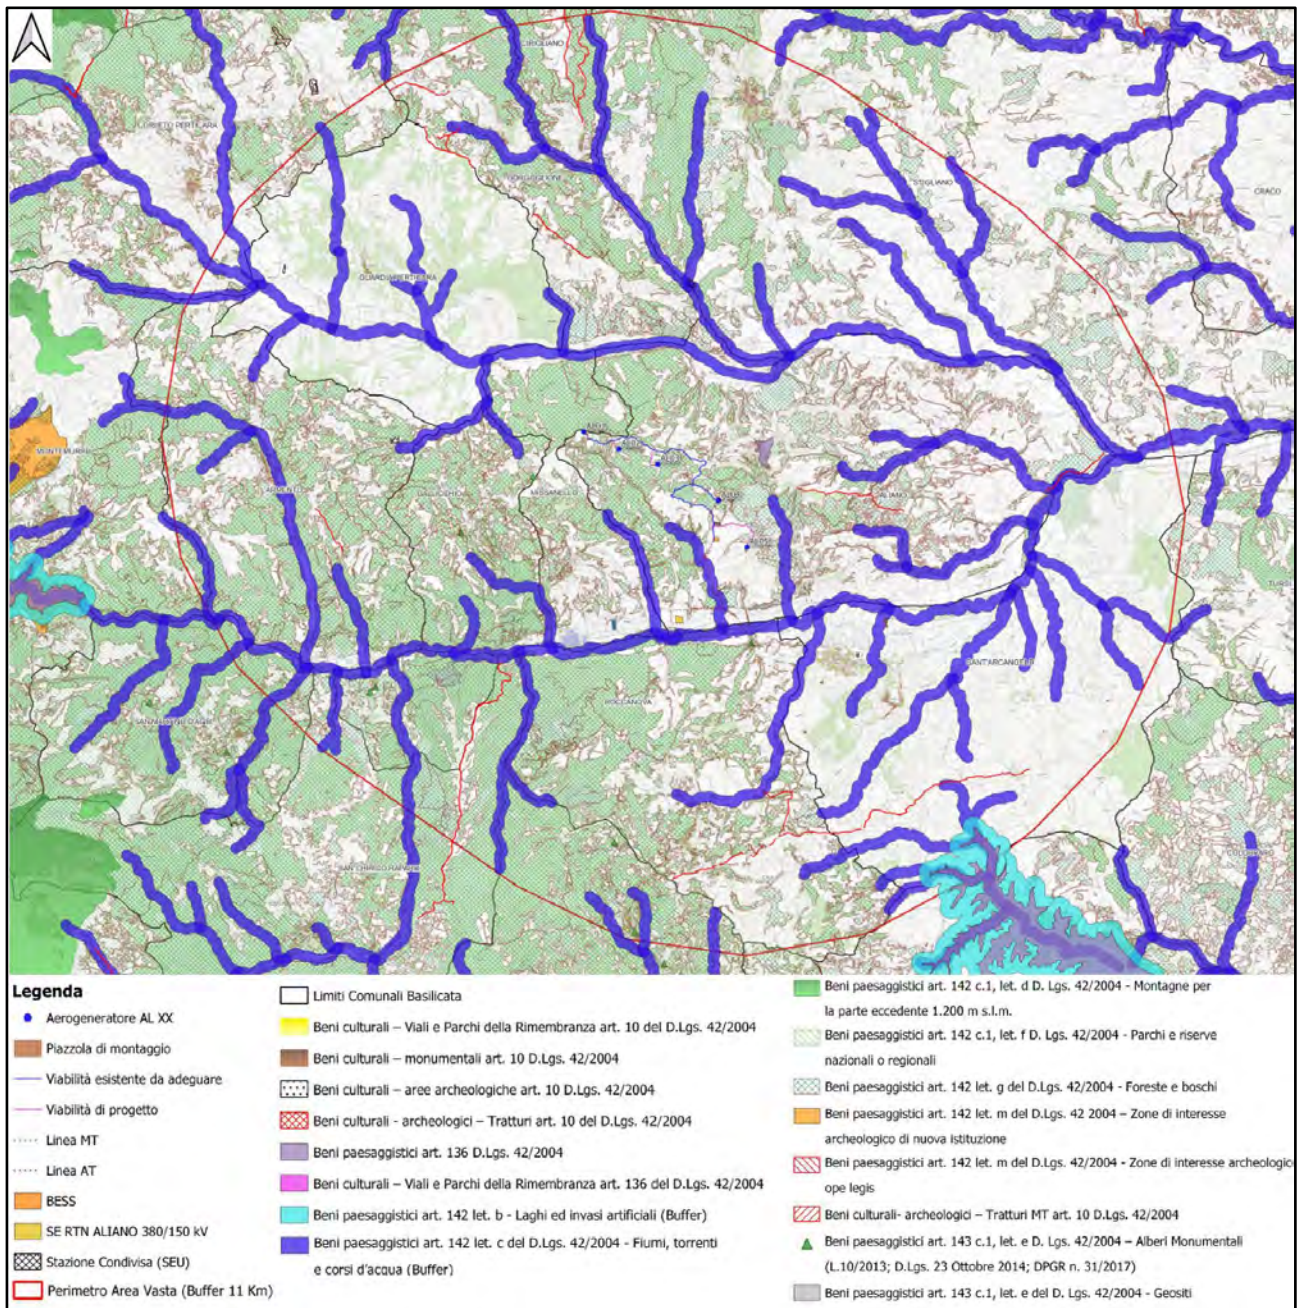 CIRIGLIANO
CORLETO PERTICARA
GORGOGLIONE
STIGLIANO
CRACO
GUARDIA PERTICARA
MONTEMURRO
ARMENTO
GALLICCHIO
MISSANELLO
ALIANO
TURSI
SANT'ARCANGELO
ROCCANOVA
SAN MARTINO D'AGRI
SAN CHIRICO RAPARO
COLOBRARO
Legenda
Aerogeneratore AL XX
Piazzola di montaggio
Viabilità esistente da adeguare
Viabilità di progetto
Linea MT
Linea AT
BESS
SE RTN ALIANO 380/150 kV
Stazione Condivisa (SEU)
Perimetro Area Vasta (Buffer 11 Km)
Limiti Comunali Basilicata
Beni culturali – Viali e Parchi della Rimembranza art. 10 del D.Lgs. 42/2004
Beni culturali – monumentali art. 10 D.Lgs. 42/2004
Beni culturali – aree archeologiche art. 10 D.Lgs. 42/2004
Beni culturali - archeologici – Tratturi art. 10 del D.Lgs. 42/2004
Beni paesaggistici art. 136 D.Lgs. 42/2004
Beni culturali – Viali e Parchi della Rimembranza art. 136 del D.Lgs. 42/2004
Beni paesaggistici art. 142 let. b - Laghi ed invasi artificiali (Buffer)
Beni paesaggistici art. 142 let. c del D.Lgs. 42/2004 - Fiumi, torrenti
e corsi d'acqua (Buffer)
Beni paesaggistici art. 142 c.1, let. d D. Lgs. 42/2004 - Montagne per
la parte eccedente 1.200 m s.l.m.
Beni paesaggistici art. 142 c.1, let. f D. Lgs. 42/2004 - Parchi e riserve
nazionali o regionali
Beni paesaggistici art. 142 let. g del D.Lgs. 42/2004 - Foreste e boschi
Beni paesaggistici art. 142 let. m del D.Lgs. 42 2004 – Zone di interesse
archeologico di nuova istituzione
Beni paesaggistici art. 142 let. m del D.Lgs. 42/2004 - Zone di interesse archeologico
ope legis
Beni culturali- archeologici – Tratturi MT art. 10 D.Lgs. 42/2004
Beni paesaggistici art. 143 c.1, let. e D. Lgs. 42/2004 – Alberi Monumentali
(L.10/2013; D.Lgs. 23 Ottobre 2014; DPGR n. 31/2017)
Beni paesaggistici art. 143 c.1, let. e del D. Lgs. 42/2004 - Geositi